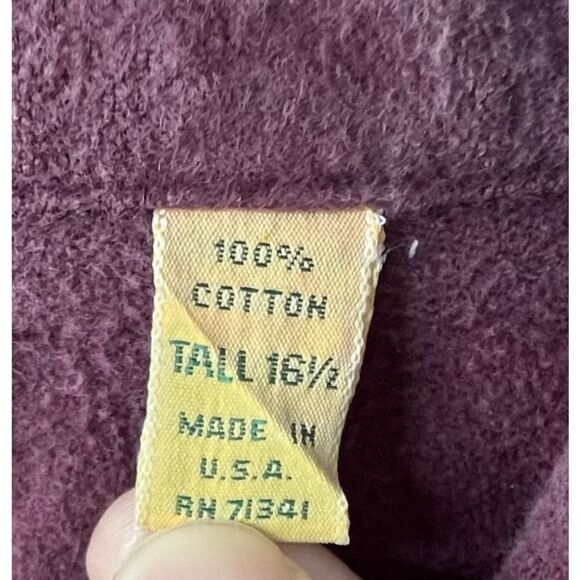 100%
COTTON
TALL 16½
MADE IN
U.S.A.
RN 71341